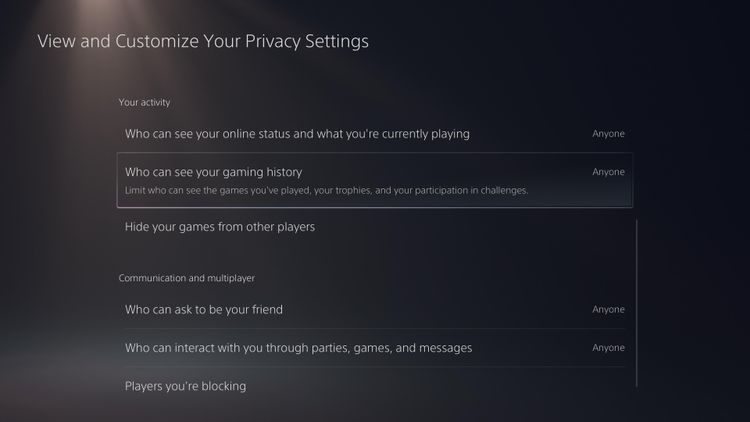 View and Customize Your Privacy Settings
Your activity
Who can see your online status and what you're currently playing Anyone
Who can see your gaming history Anyone
Limit who can see the games you've played, your trophies, and your participation in challenges.
Hide your games from other players
Communication and multiplayer
Who can ask to be your friend Anyone
Who can interact with you through parties, games, and messages Anyone
Players you're blocking